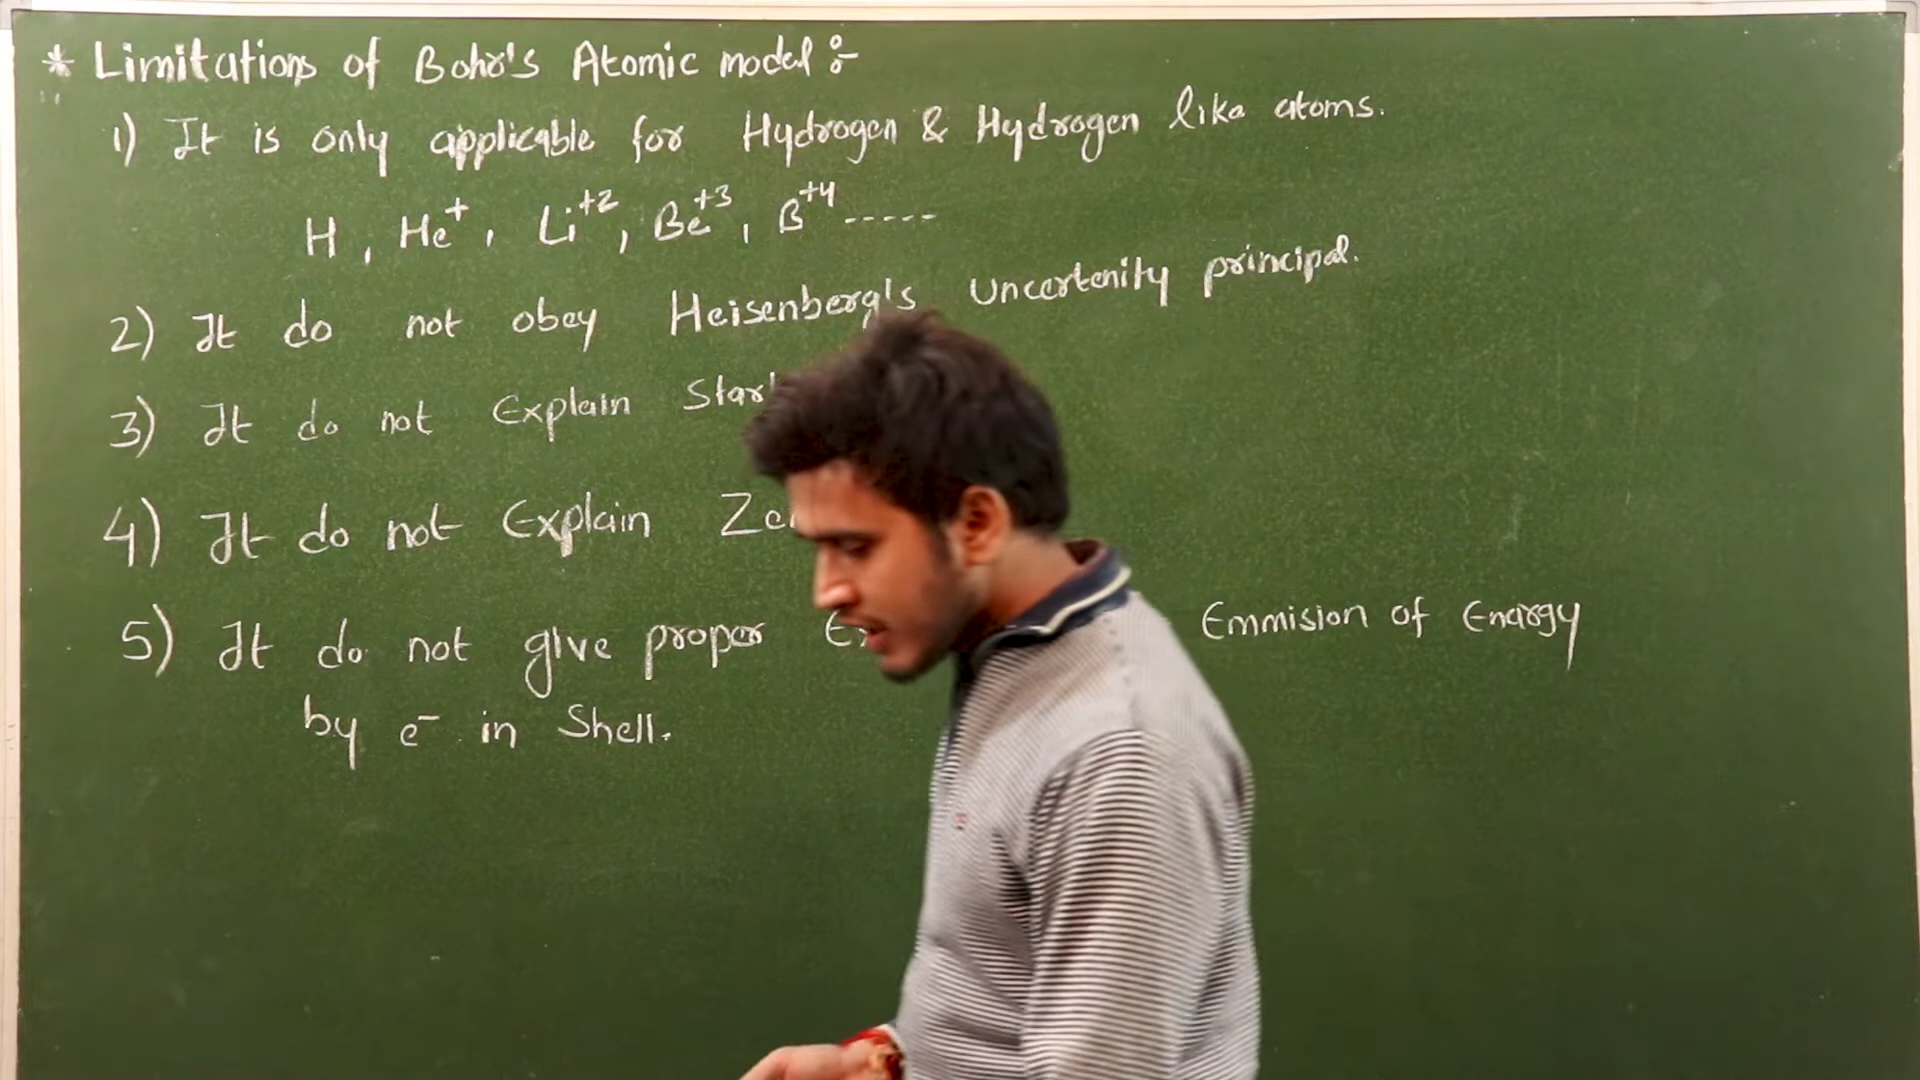 * Limitations of Bohr's Atomic model :-
1) It is only applicable for Hydrogen & Hydrogen like atoms.
H, He⁺, Li⁺², Be⁺³, B⁺⁴ -----
2) It do not obey Heisenberg's Uncertenity principal.
3) It do not Explain
4) It do not Explain
5) It do not give proper Emmision of Energy
by e⁻ in Shell.